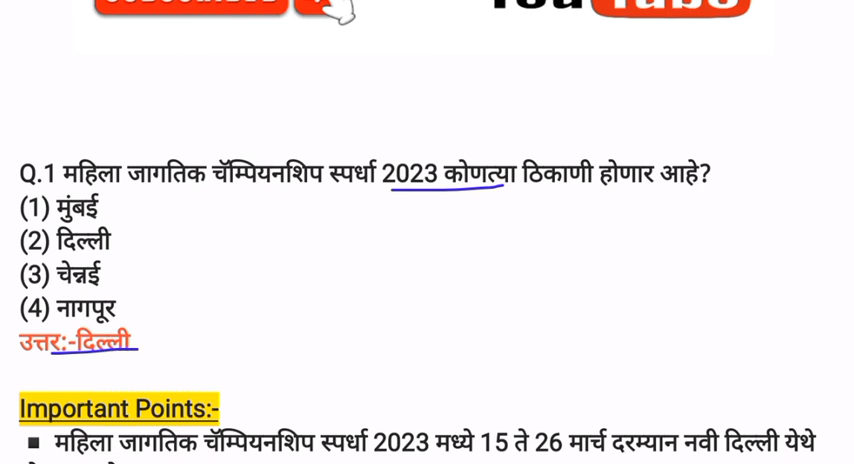 YouTube
Q.1 महिला जागतिक चॅम्पियनशिप स्पर्धा 2023 कोणत्या ठिकाणी होणार आहे?
(1) मुंबई
(2) दिल्ली
(3) चेन्नई
(4) नागपूर
उत्तर:-दिल्ली
Important Points:-
▪ महिला जागतिक चॅम्पियनशिप स्पर्धा 2023 मध्ये 15 ते 26 मार्च दरम्यान नवी दिल्ली येथे